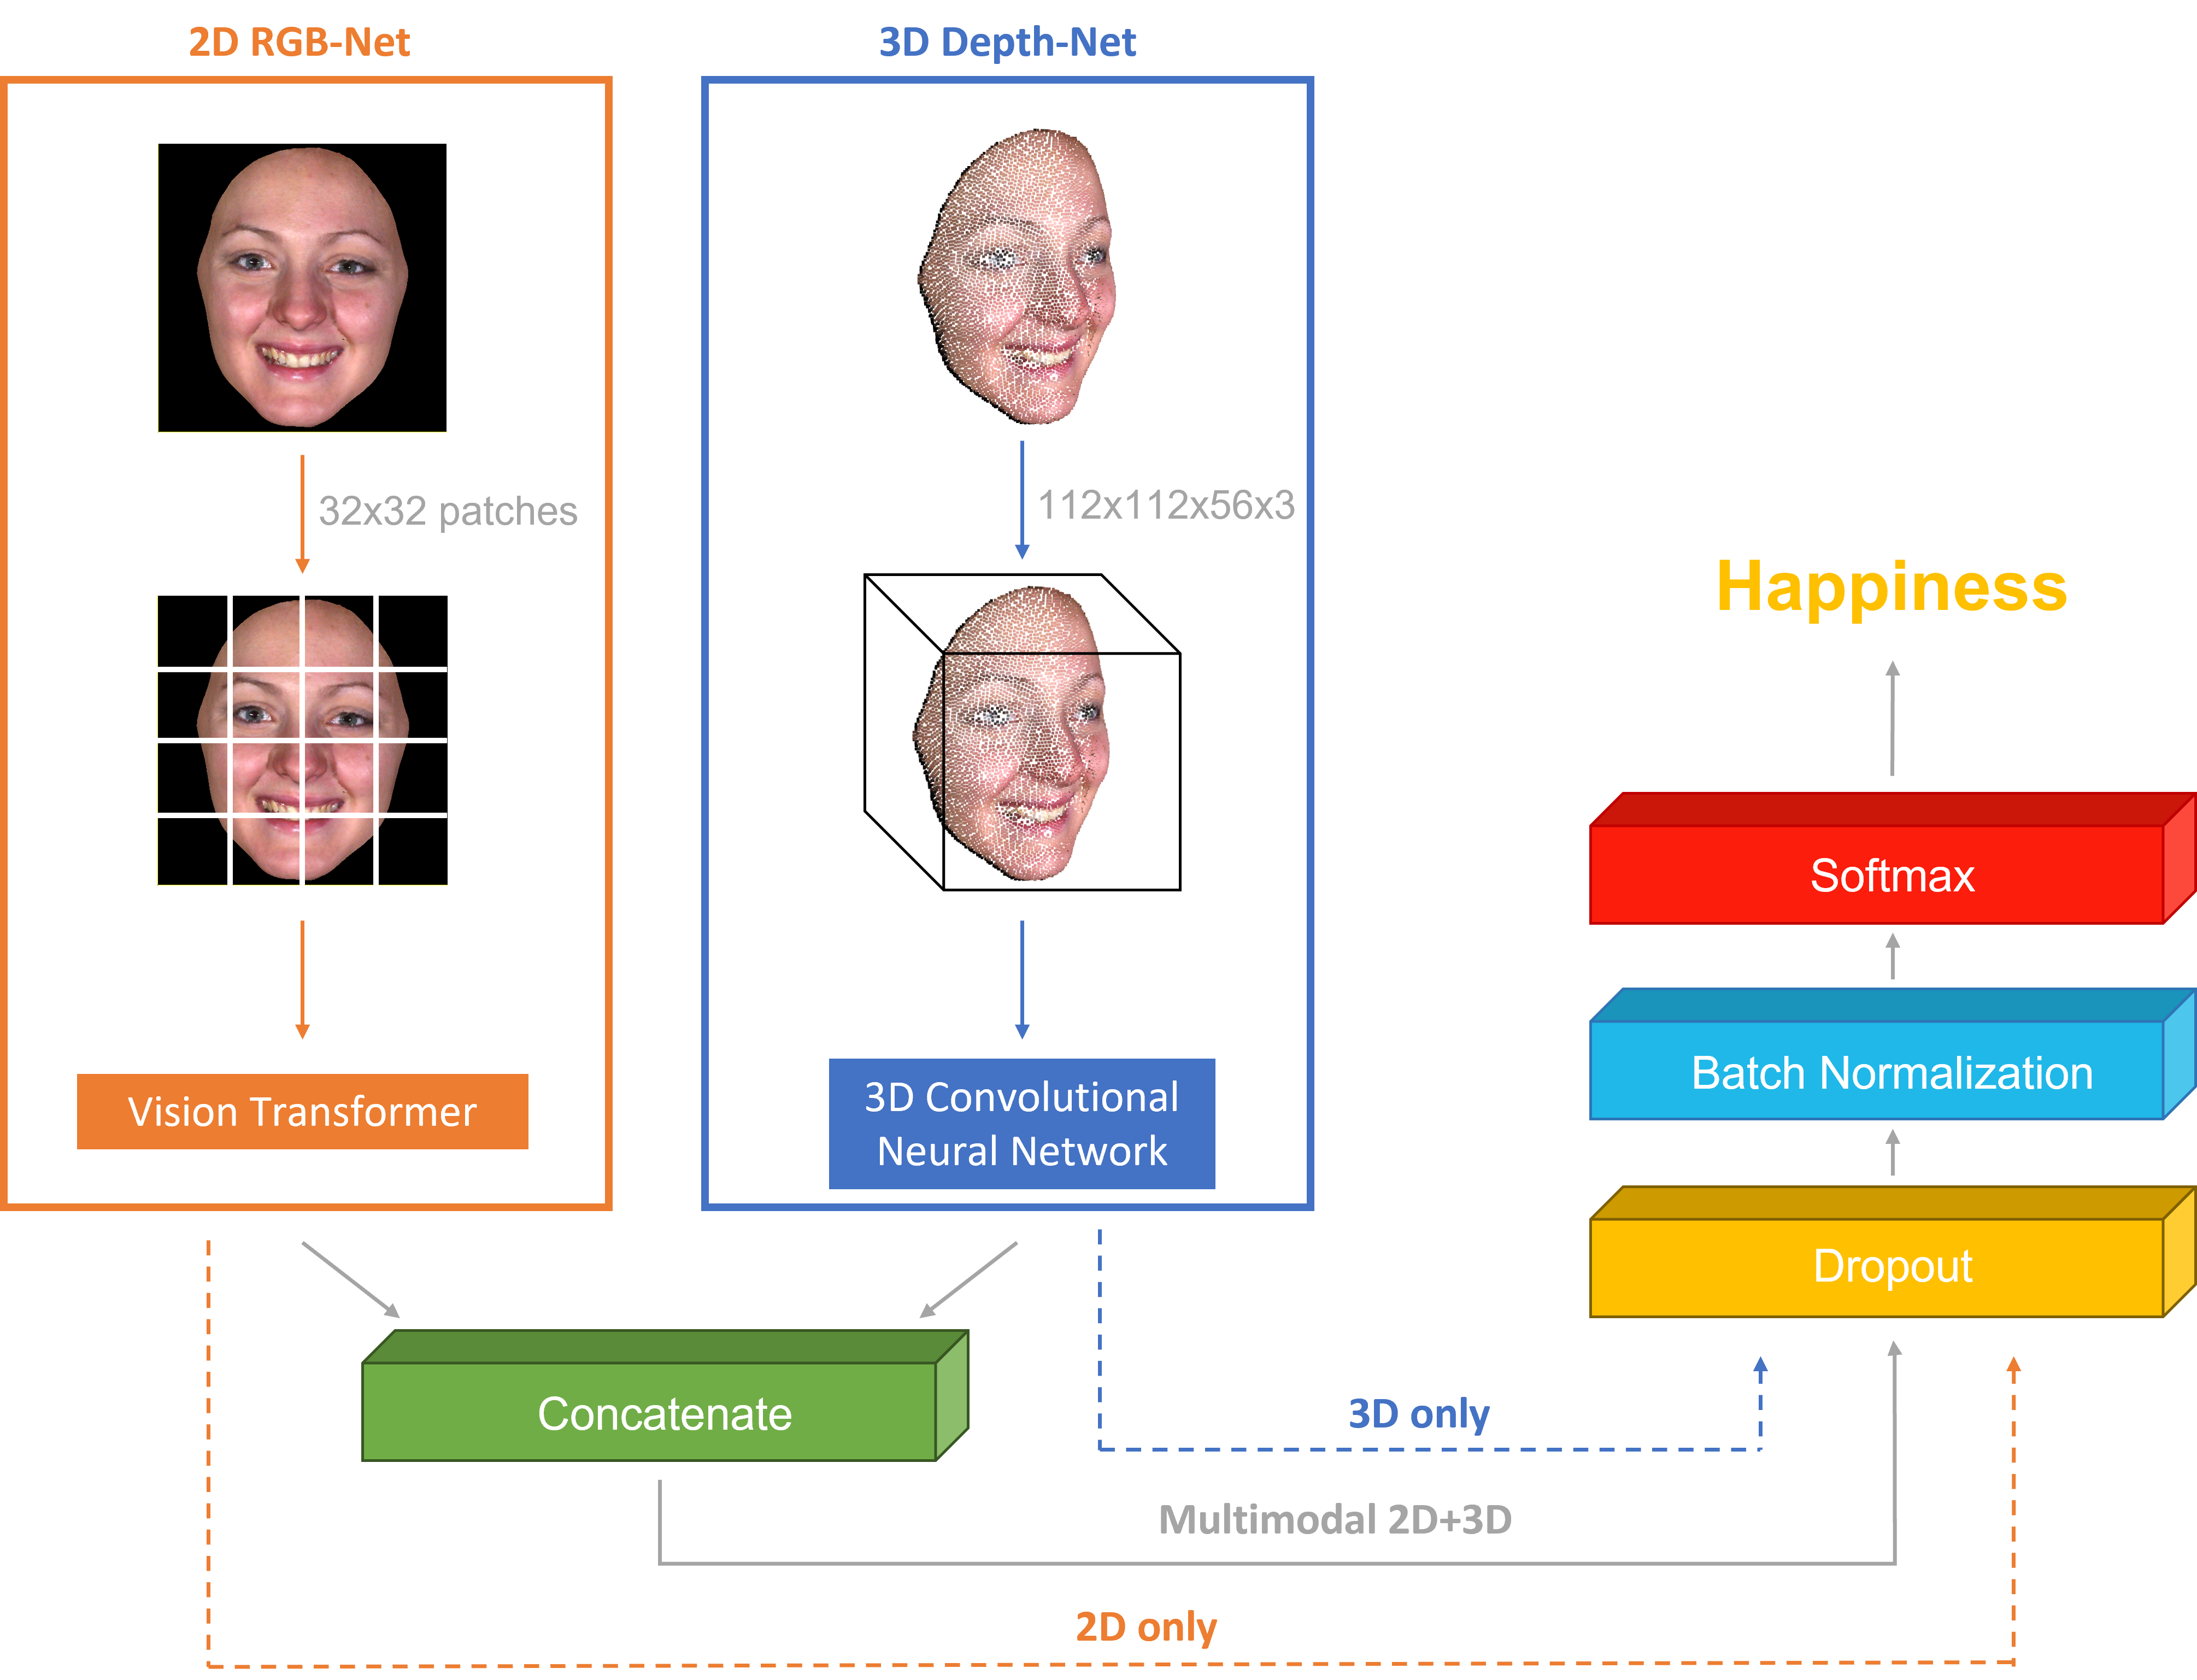 2D RGB-Net
3D Depth-Net
32x32 patches
112x112x56x3
Vision Transformer
3D Convolutional
Neural Network
Concatenate
3D only
Multimodal 2D+3D
2D only
Happiness
Softmax
Batch Normalization
Dropout